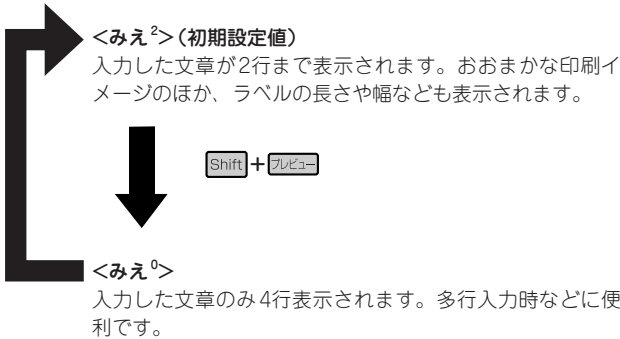 <みえ²>(初期設定値)
入力した文章が2行まで表示されます。おおまかな印刷イ
メージのほか、ラベルの長さや幅なども表示されます。
Shift+プレビュー
<みえ⁰>
入力した文章のみ4行表示されます。多行入力時などに便
利です。